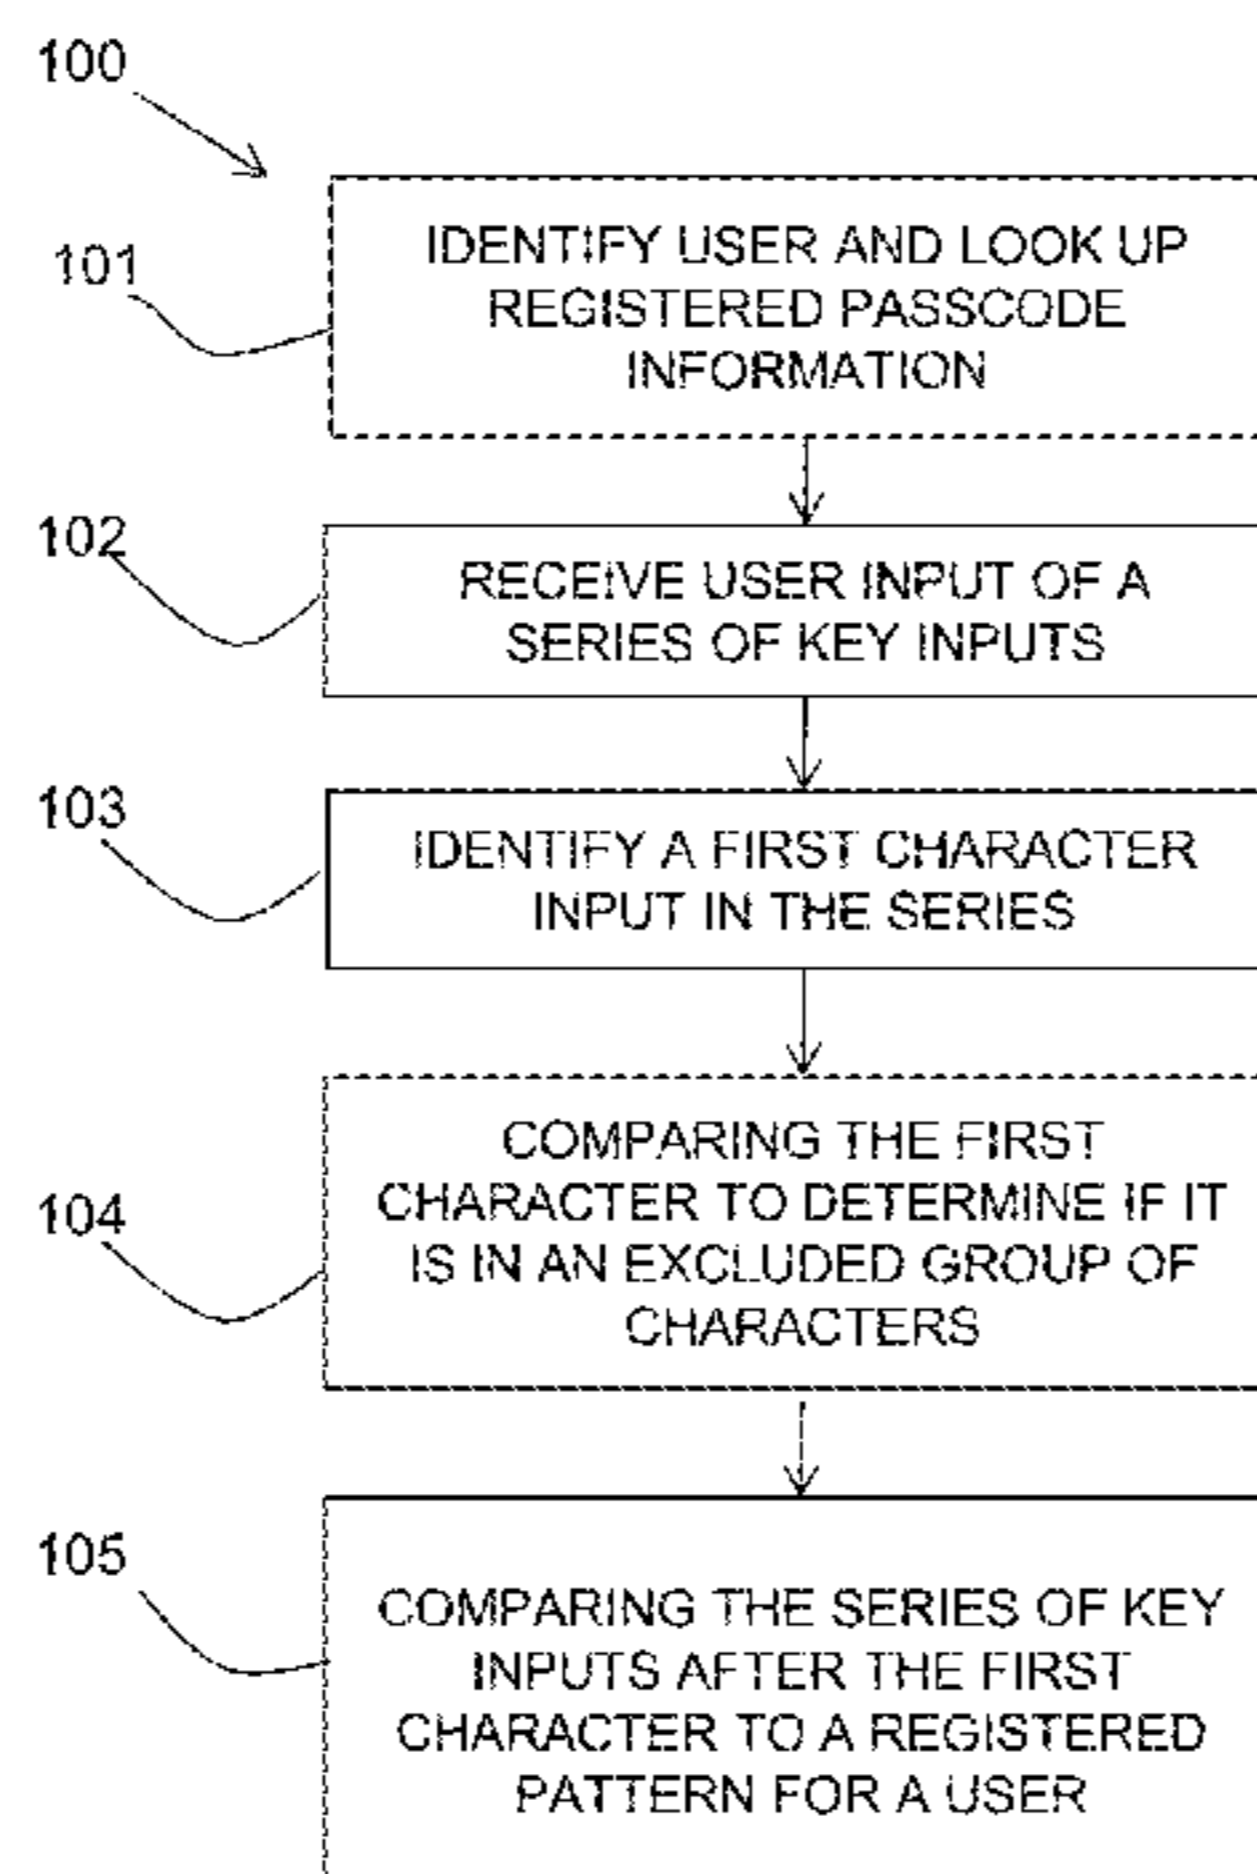 100
101
IDENTIFY USER AND LOOK UP
REGISTERED PASSCODE
INFORMATION
102
RECEIVE USER INPUT OF A
SERIES OF KEY INPUTS
103
IDENTIFY A FIRST CHARACTER
INPUT IN THE SERIES
104
COMPARING THE FIRST
CHARACTER TO DETERMINE IF IT
IS IN AN EXCLUDED GROUP OF
CHARACTERS
105
COMPARING THE SERIES OF KEY
INPUTS AFTER THE FIRST
CHARACTER TO A REGISTERED
PATTERN FOR A USER